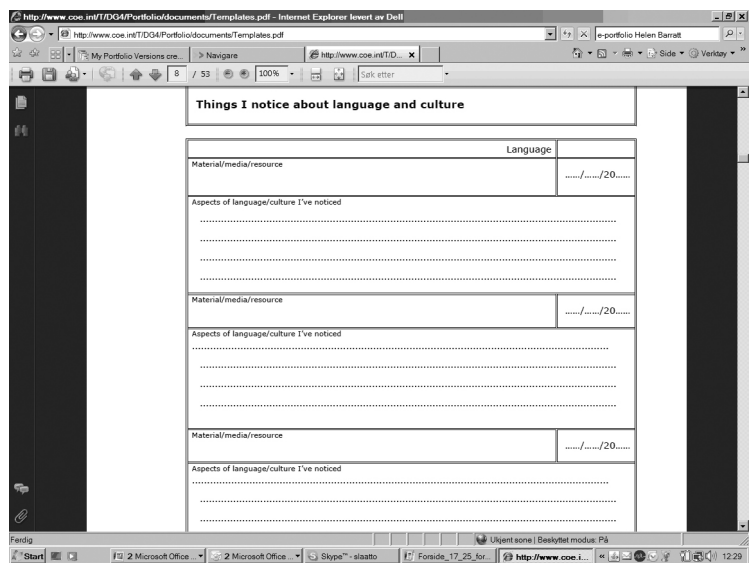 http://www.coe.int/T/DG4/Portfolio/documents/Templates.pdf - Internet Explorer levert av Dell
http://www.coe.int/T/DG4/Portfolio/documents/Templates.pdf
e-portfolio Helen Barratt
My Portfolio Versions cre...
> Navigare
http://www.coe.int/T/D...
Side
Verktøy
8 / 53
100%
Søk etter
Things I notice about language and culture
Language
Material/media/resource
....../....../20......
Aspects of language/culture I've noticed
Material/media/resource
....../....../20......
Aspects of language/culture I've noticed
Material/media/resource
....../....../20......
Aspects of language/culture I've noticed
Ferdig
Ukjent sone | Beskyttet modus: På
Start
2 Microsoft Office ...
2 Microsoft Office ...
Skype™ - slaatto
Forside_17_25_for...
http://www.coe.i...
12:29